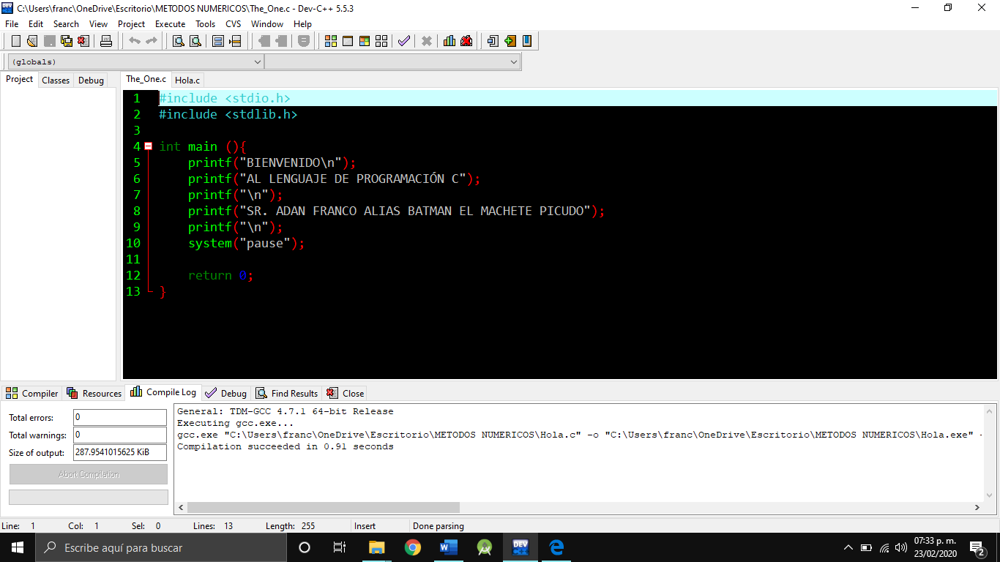 C:\Users\franc\OneDrive\Escritorio\METODOS NUMERICOS\The_One.c - Dev-C++ 5.5.3
File Edit Search View Project Execute Tools CVS Window Help
(globals)
Project Classes Debug
The_One.c Hola.c
1 #include <stdio.h>
2 #include <stdlib.h>
3
4 int main (){
5 printf("BIENVENIDO\n");
6 printf("AL LENGUAJE DE PROGRAMACIÓN C");
7 printf("\n");
8 printf("SR. ADAN FRANCO ALIAS BATMAN EL MACHETE PICUDO");
9 printf("\n");
10 system("pause");
11
12 return 0;
13 }
Compiler Resources Compile Log Debug Find Results Close
Total errors: 0
Total warnings: 0
Size of output: 287.9541015625 KiB
Abort Compilation
General: TDM-GCC 4.7.1 64-bit Release
Executing gcc.exe...
gcc.exe "C:\Users\franc\OneDrive\Escritorio\METODOS NUMERICOS\Hola.c" -o "C:\Users\franc\OneDrive\Escritorio\METODOS NUMERICOS\Hola.exe" -
Compilation succeeded in 0.91 seconds
Line: 1 Col: 1 Sel: 0 Lines: 13 Length: 255 Insert Done parsing
Escribe aquí para buscar
DEV C++
07:33 p. m.
23/02/2020
2